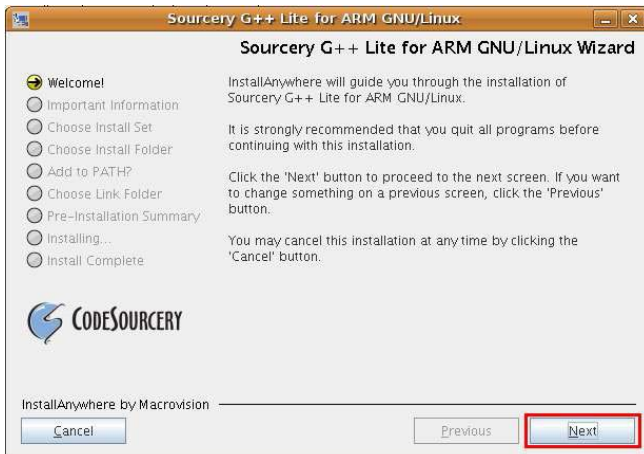 Sourcery G++ Lite for ARM GNU/Linux
Sourcery G++ Lite for ARM GNU/Linux Wizard
Welcome!
Important Information
Choose Install Set
Choose Install Folder
Add to PATH?
Choose Link Folder
Pre-Installation Summary
Installing...
Install Complete
InstallAnywhere will guide you through the installation of
Sourcery G++ Lite for ARM GNU/Linux.
It is strongly recommended that you quit all programs before
continuing with this installation.
Click the 'Next' button to proceed to the next screen. If you want
to change something on a previous screen, click the 'Previous'
button.
You may cancel this installation at any time by clicking the
'Cancel' button.
CODESOURCERY
InstallAnywhere by Macrovision
Cancel
Previous
Next